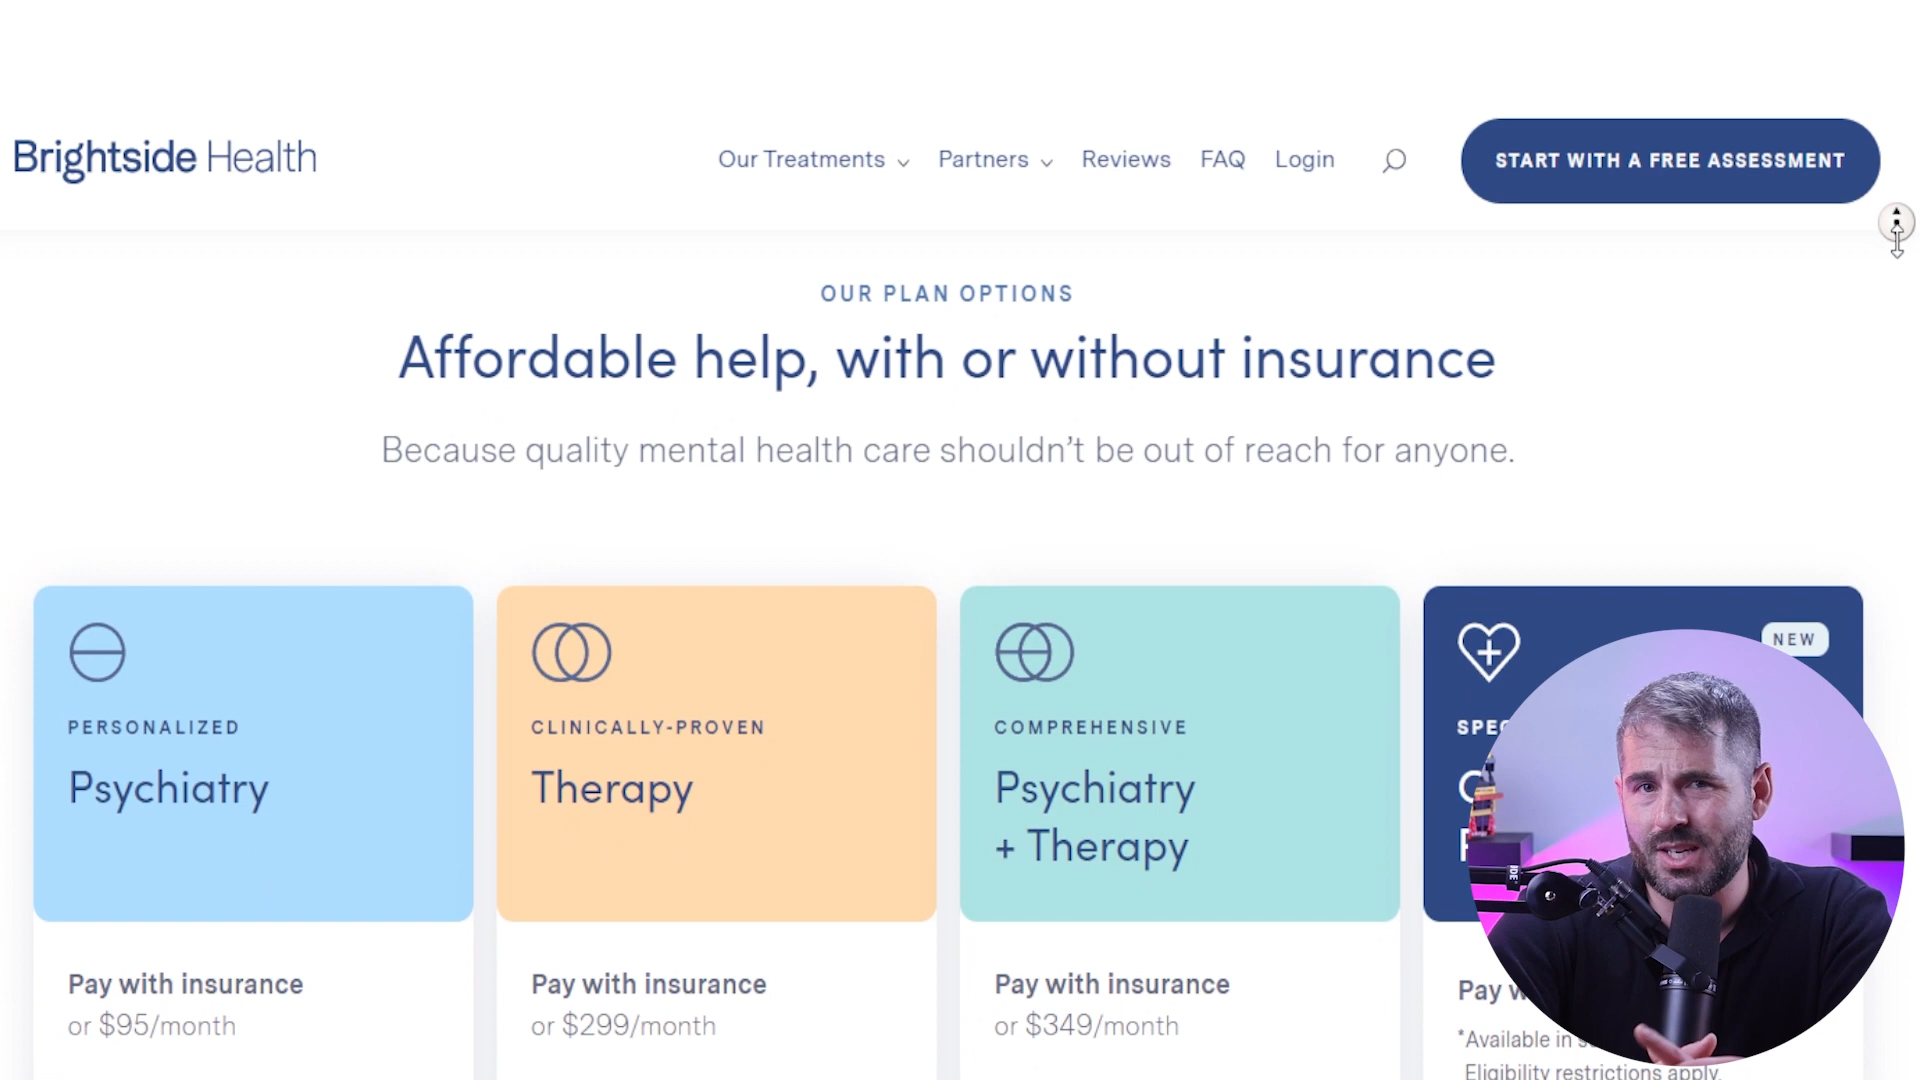 Brightside Health
Our Treatments Partners Reviews FAQ Login
START WITH A FREE ASSESSMENT
OUR PLAN OPTIONS
Affordable help, with or without insurance
Because quality mental health care shouldn't be out of reach for anyone.
PERSONALIZED
Psychiatry
Pay with insurance
or $95/month
CLINICALLY-PROVEN
Therapy
Pay with insurance
or $299/month
COMPREHENSIVE
Psychiatry
+ Therapy
Pay with insurance
or $349/month
NEW
Pay
*Available in
Eligibility restrictions apply.